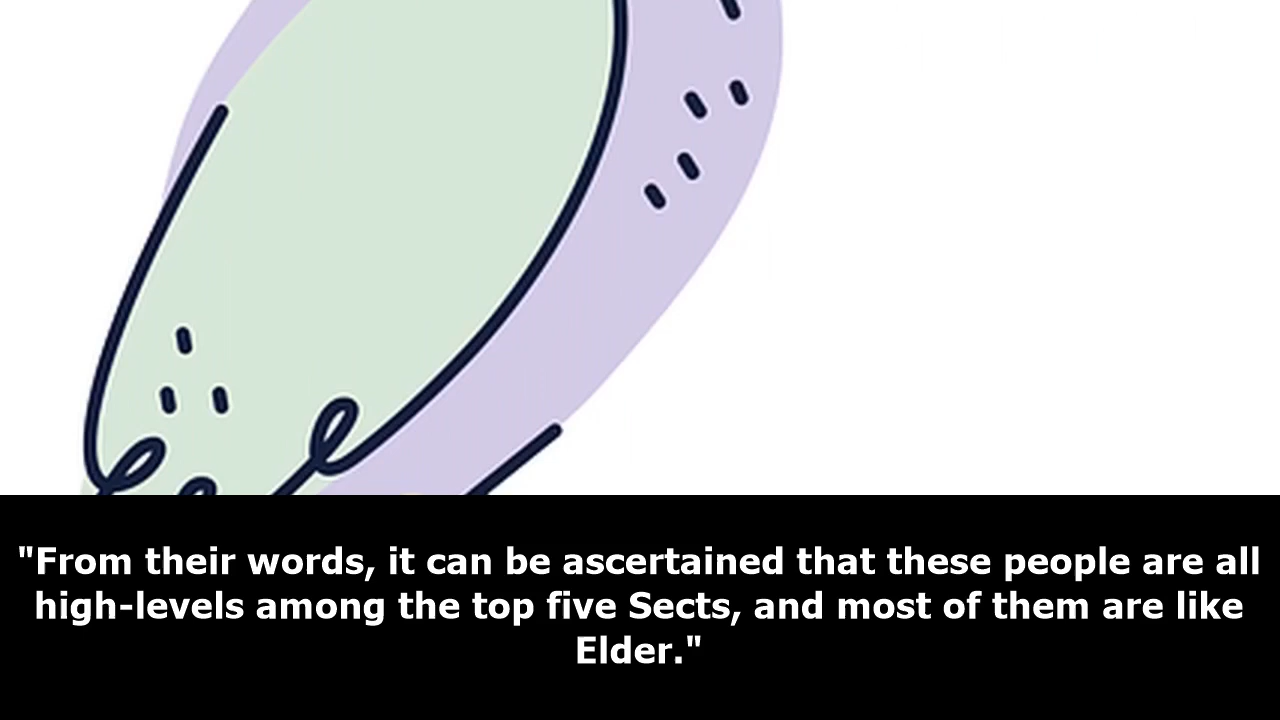 "From their words, it can be ascertained that these people are all
high-levels among the top five Sects, and most of them are like
Elder."